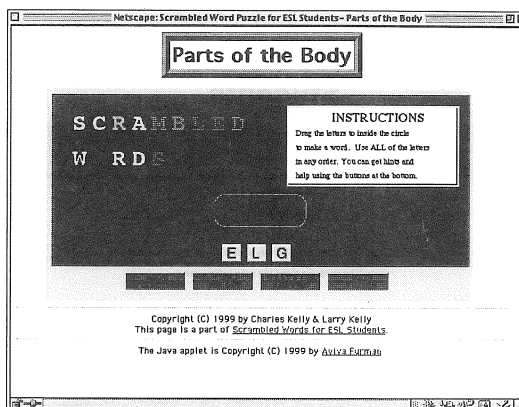 Netscape: Scrambled Word Puzzle for ESL Students- Parts of the Body
Parts of the Body
SCRAMBLED
W RDS
INSTRUCTIONS
Drag the letters to inside the circle
to make a word. Use ALL of the letters
in any order. You can get hints and
help using the buttons at the bottom.
E L G
Copyright (C) 1999 by Charles Kelly & Larry Kelly
This page is a part of Scrambled Words for ESL Students.
The Java applet is Copyright (C) 1999 by Aviva Furman